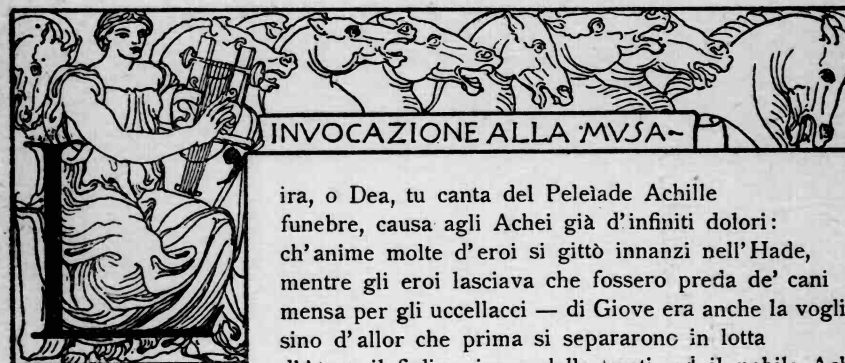 INVOCAZIONE ALLA MVSA~
L ira, o Dea, tu canta del Peleìade Achille
funebre, causa agli Achei già d'infiniti dolori:
ch'anime molte d'eroi si gittò innanzi nell'Hade,
mentre gli eroi lasciava che fossero preda de' cani
mensa per gli uccellacci — di Giove era anche la vogli
sino d'allor che prima si separarono in lotta